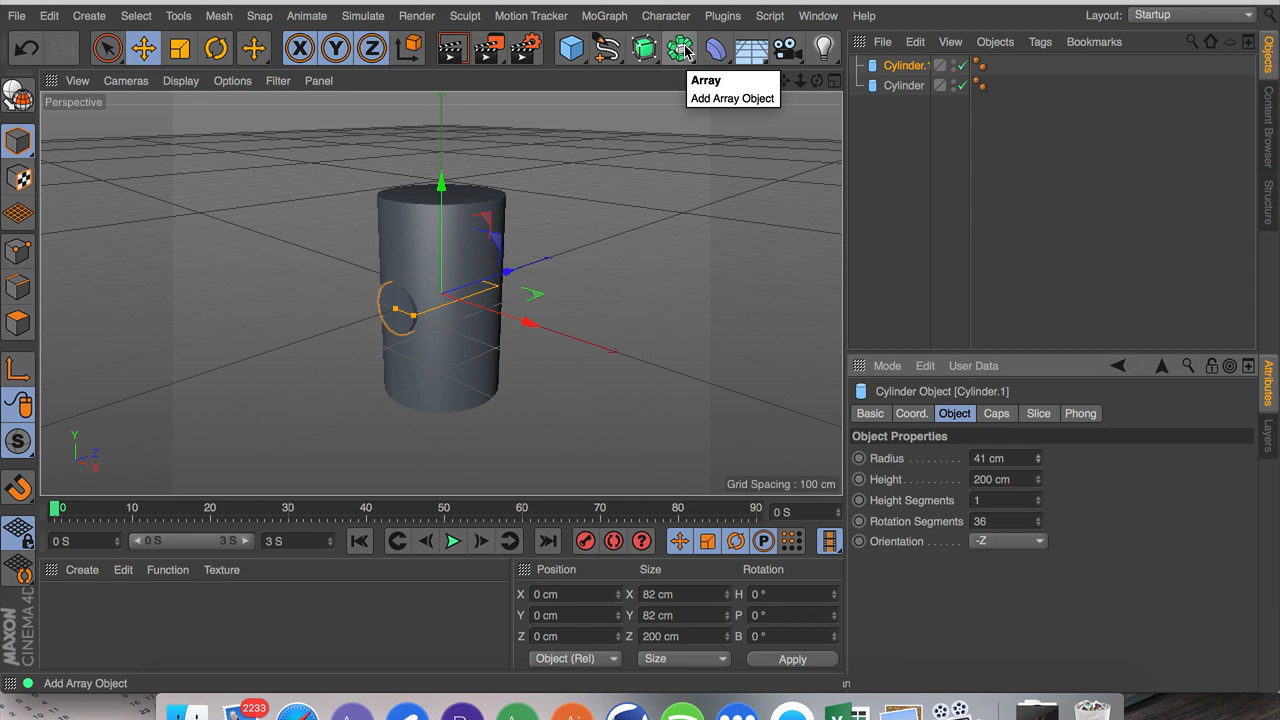 File Edit Create Select Tools Mesh Snap Animate Simulate Render Sculpt Motion Tracker MoGraph Character Plugins Script Window Help Layout: Startup
X Y Z
File Edit View Objects Tags Bookmarks
Cylinder.1
Cylinder
Array
Add Array Object
View Cameras Display Options Filter Panel
Perspective
Y
Z
X
Grid Spacing : 100 cm
Objects
Content Browser
Structure
Mode Edit User Data
Cylinder Object [Cylinder.1]
Basic Coord. Object Caps Slice Phong
Object Properties
Radius . . . . . . . . . 41 cm
Height . . . . . . . . . 200 cm
Height Segments 1
Rotation Segments 36
Orientation . . . . . . -Z
Attributes
Layers
0 10 20 30 40 50 60 70 80 90 0 S
0 S 0 S 3 S 3 S
P
Create Edit Function Texture
Position Size Rotation
X 0 cm X 82 cm H 0 °
Y 0 cm Y 82 cm P 0 °
Z 0 cm Z 200 cm B 0 °
Object (Rel) Size Apply
MAXON CINEMA 4D
Add Array Object
2233